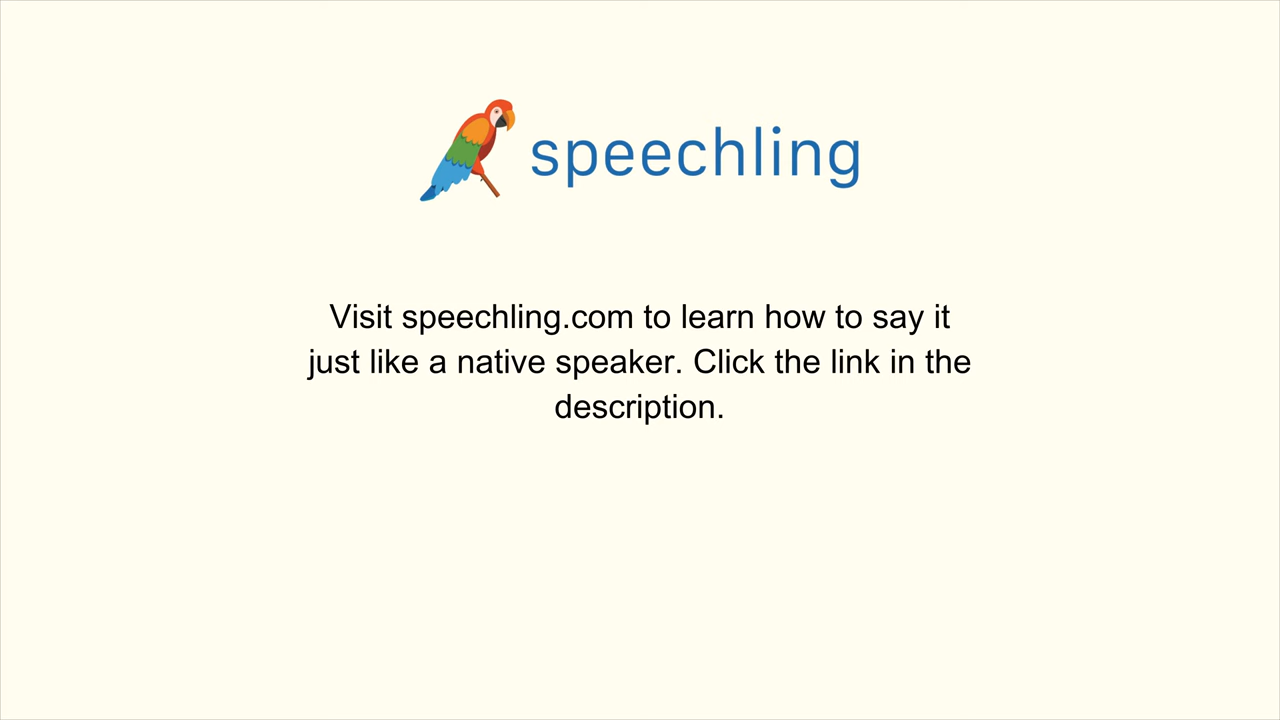 speechling
Visit speechling.com to learn how to say it
just like a native speaker. Click the link in the
description.